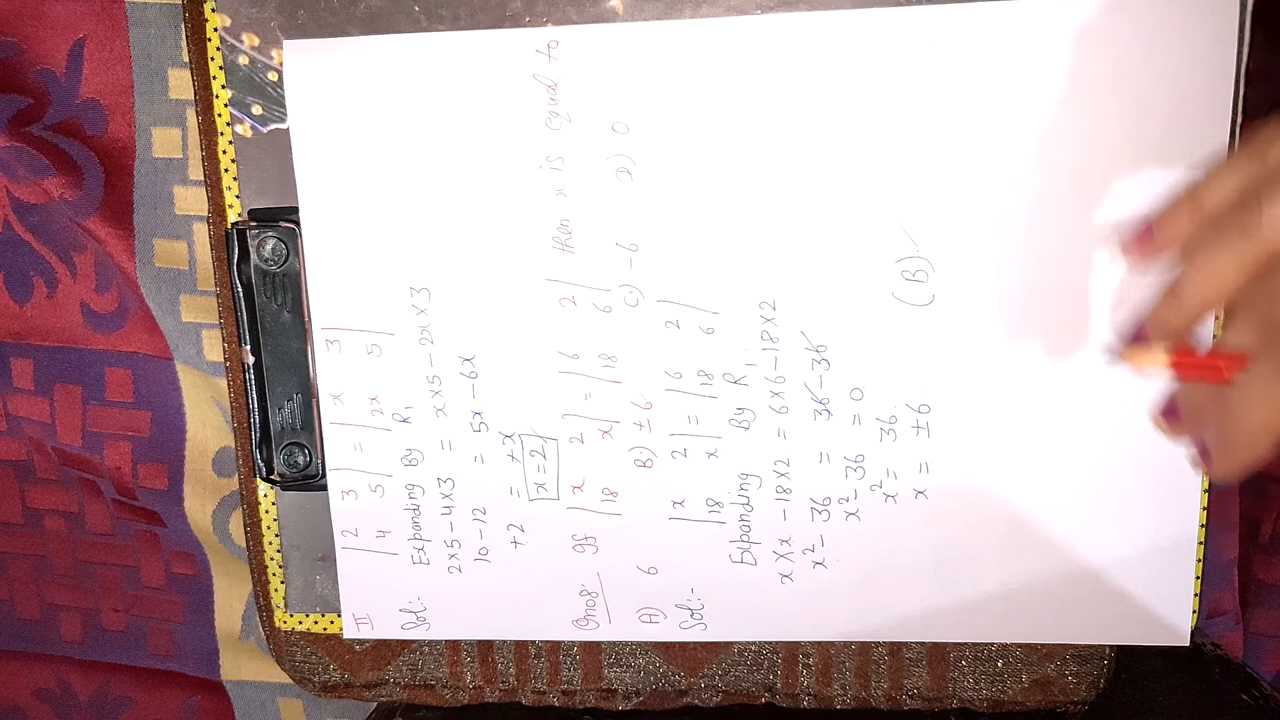 II | 2 3 | = | x 3 |
| 4 5 | | 2x 5 |
Sol:- Expanding By R₁
2×5-4×3 = x×5-2x×3
10-12 = 5x-6x
+2 = +x
x=2
Qno8: If | x 2 | = | 6 2 | then x is equal to
| 18 x | | 18 6 |
A) 6 B) ±6 C) -6 D) 0
Sol:- | x 2 | = | 6 2 |
| 18 x | | 18 6 |
Expanding By R₁
x×x-18×2 = 6×6-18×2
x²-36 = 36-36
x²-36 = 0
x² = 36
x = ±6 (B)